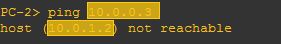 PC-2> ping 10.0.0.3
host (10.0.1.2) not reachable